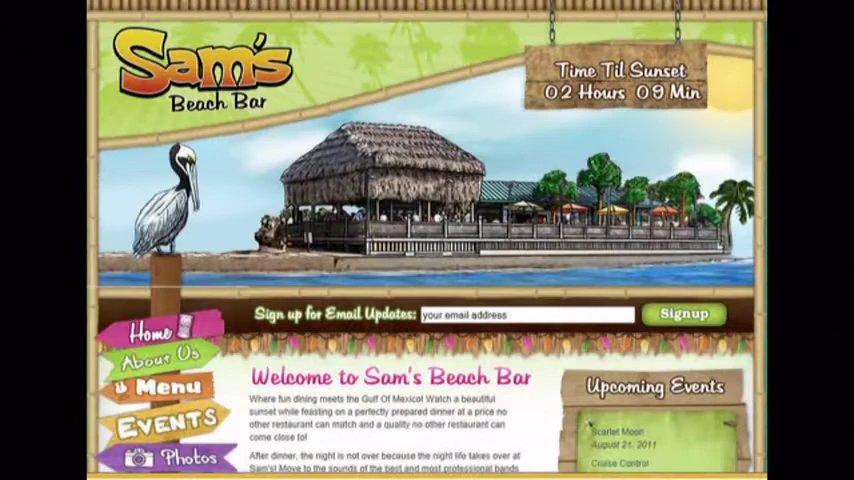 Sam's
Beach Bar
Time Til Sunset
02 Hours 09 Min
Sign up for Email Updates: your email address Signup
Home
About Us
Menu
Events
Photos
Welcome to Sam's Beach Bar
Where fun dining meets the Gulf Of Mexico! Watch a beautiful
sunset while feasting on a perfectly prepared dinner at a price no
other restaurant can match and a quality no other restaurant can
come close to!
After dinner, the night is not over because the night life takes over at
Sam's! Move to the sounds of the best and most professional bands
Upcoming Events
Scarlet Moon
August 21, 2011
Cruise Control